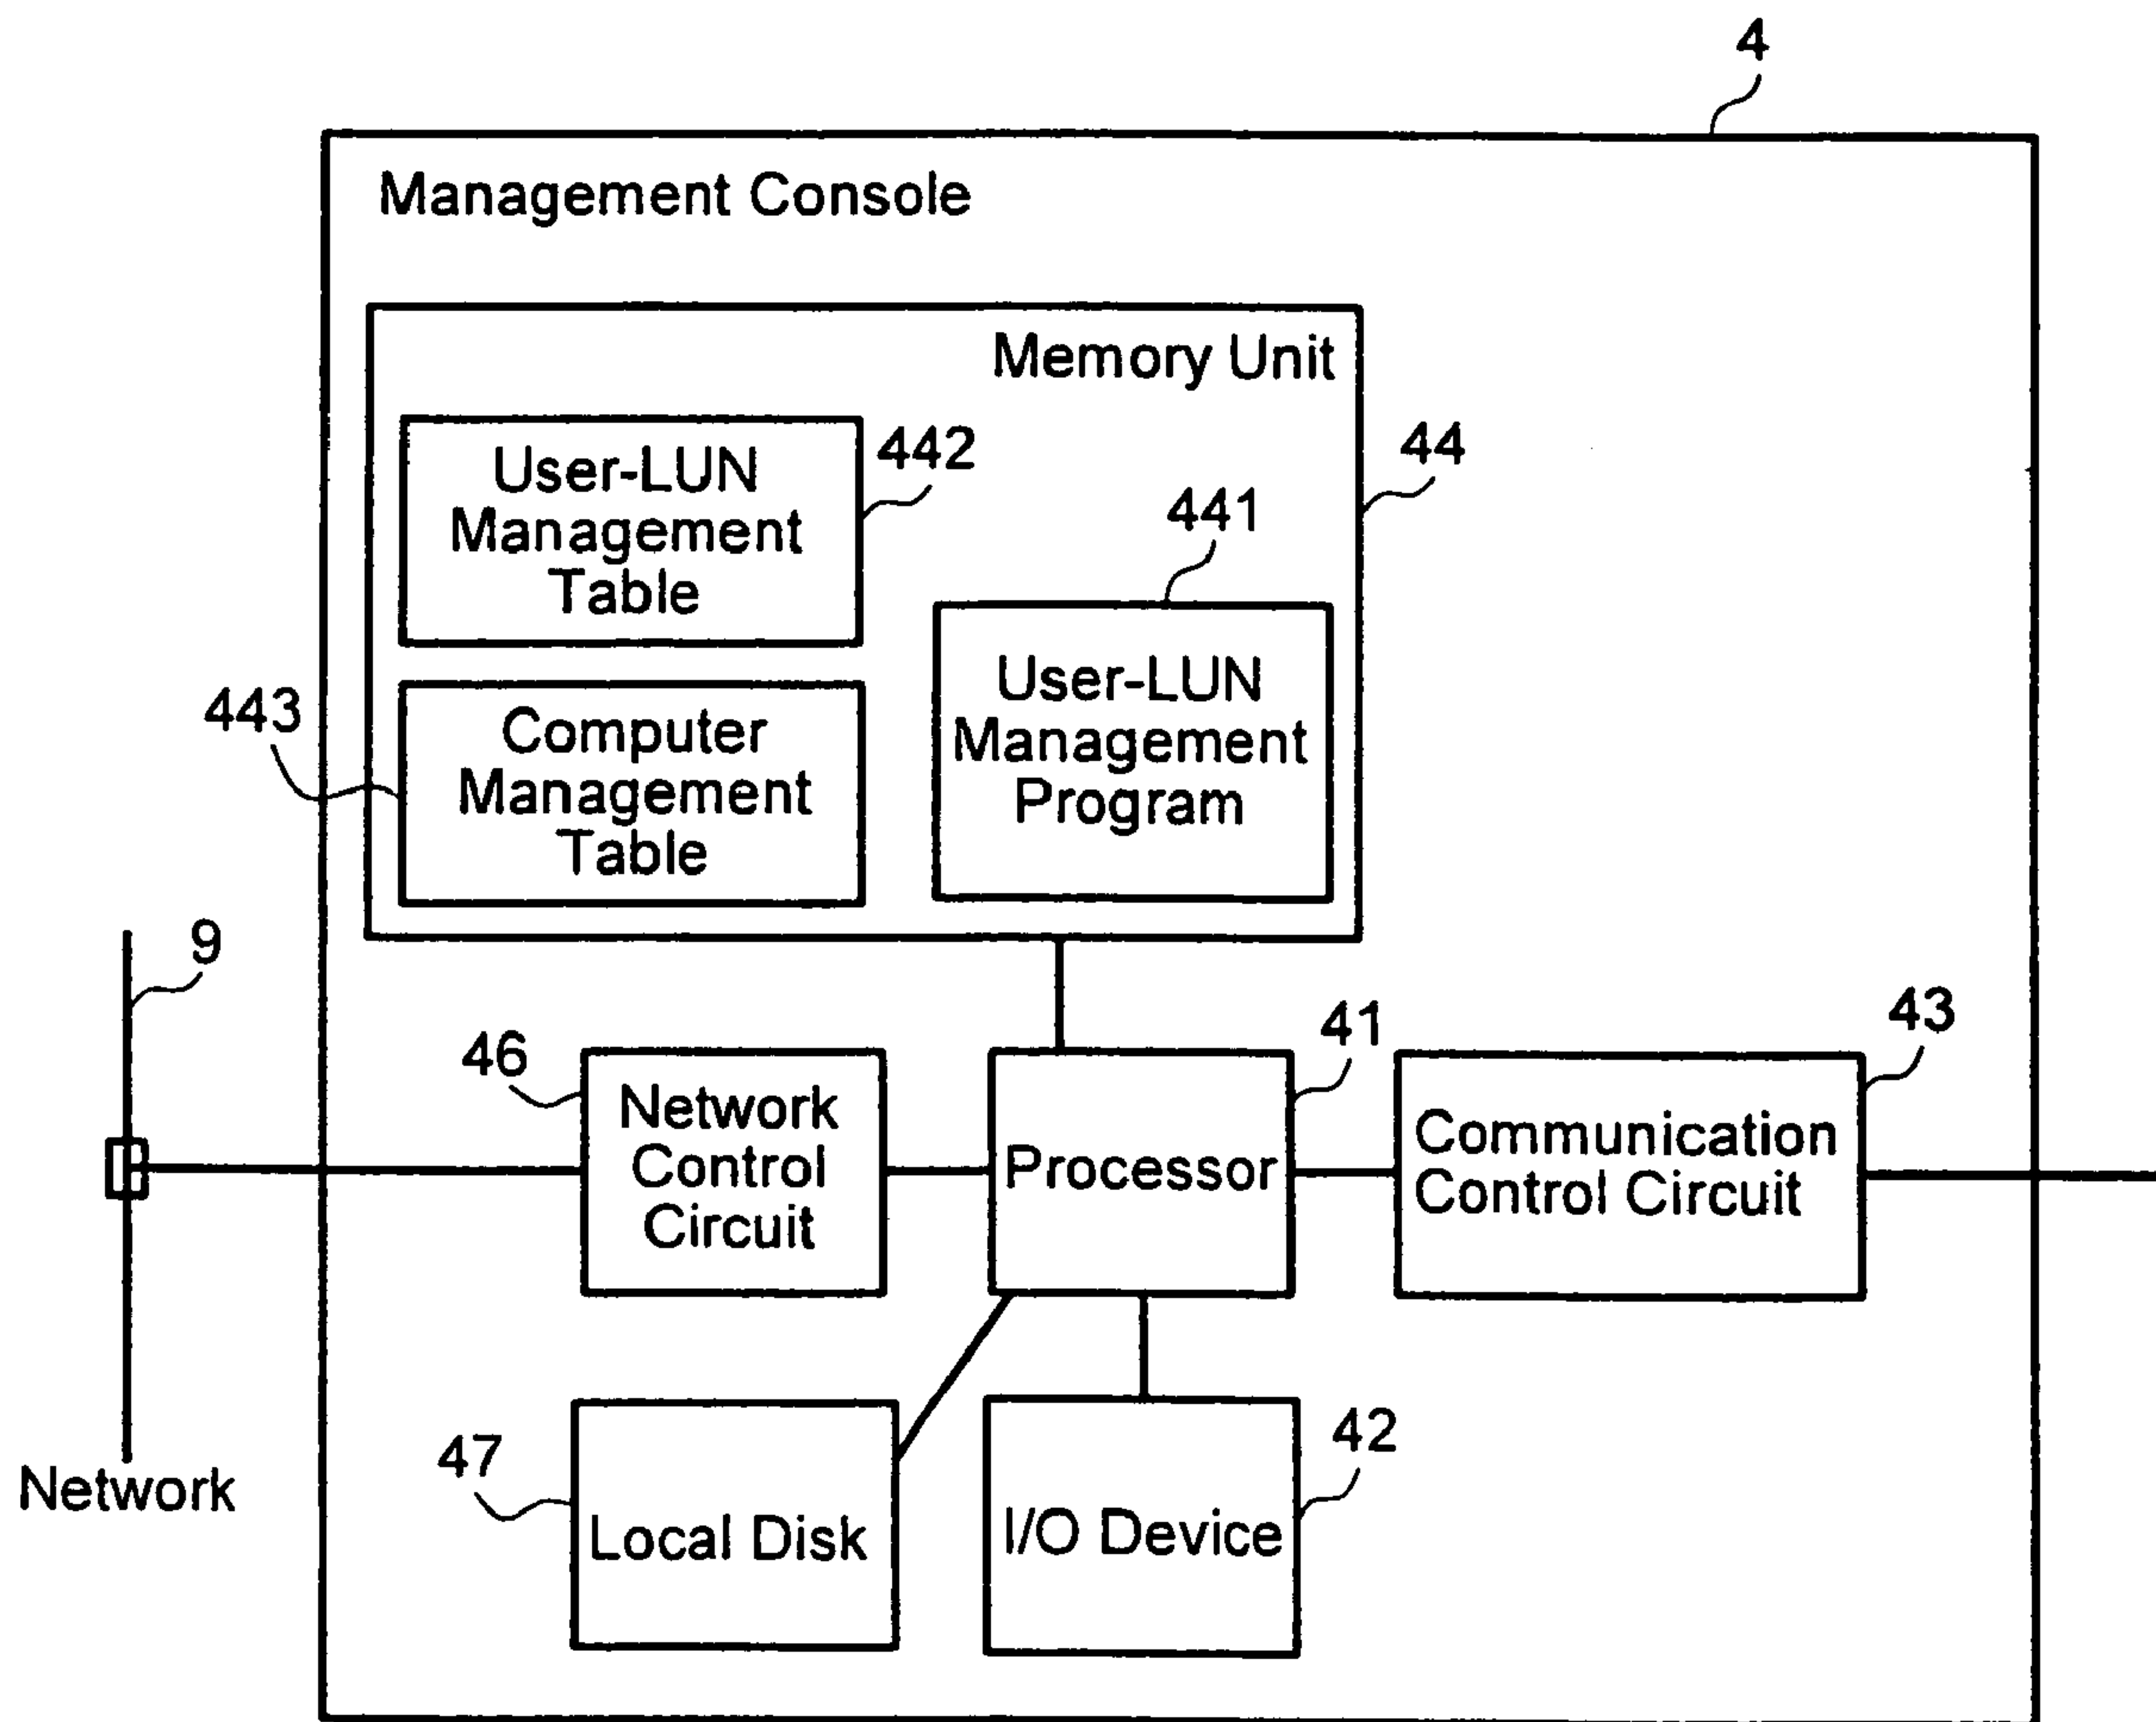 4
Management Console
Memory Unit
442
44
User-LUN
Management
Table
441
443
Computer
Management
Table
User-LUN
Management
Program
9
46
41
43
Network
Control
Circuit
Processor
Communication
Control Circuit
47
42
Network
Local Disk
I/O Device